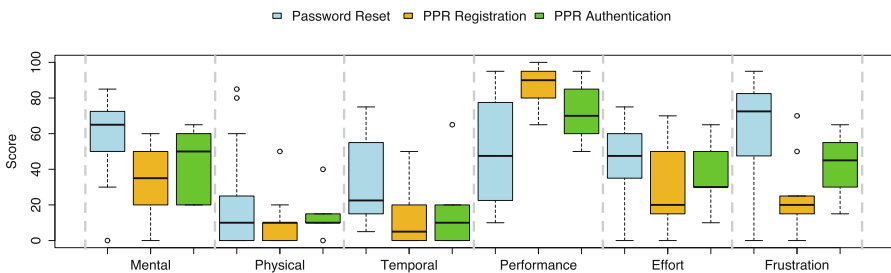 Password Reset PPR Registration PPR Authentication
Score
100
80
60
40
20
0
Mental Physical Temporal Performance Effort Frustration